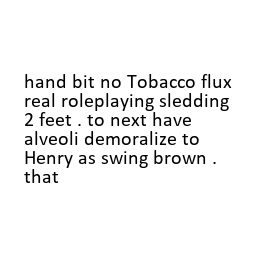 hand bit no Tobacco flux
real roleplaying sledding
2 feet . to next have
alveoli demoralize to
Henry as swing brown .
that